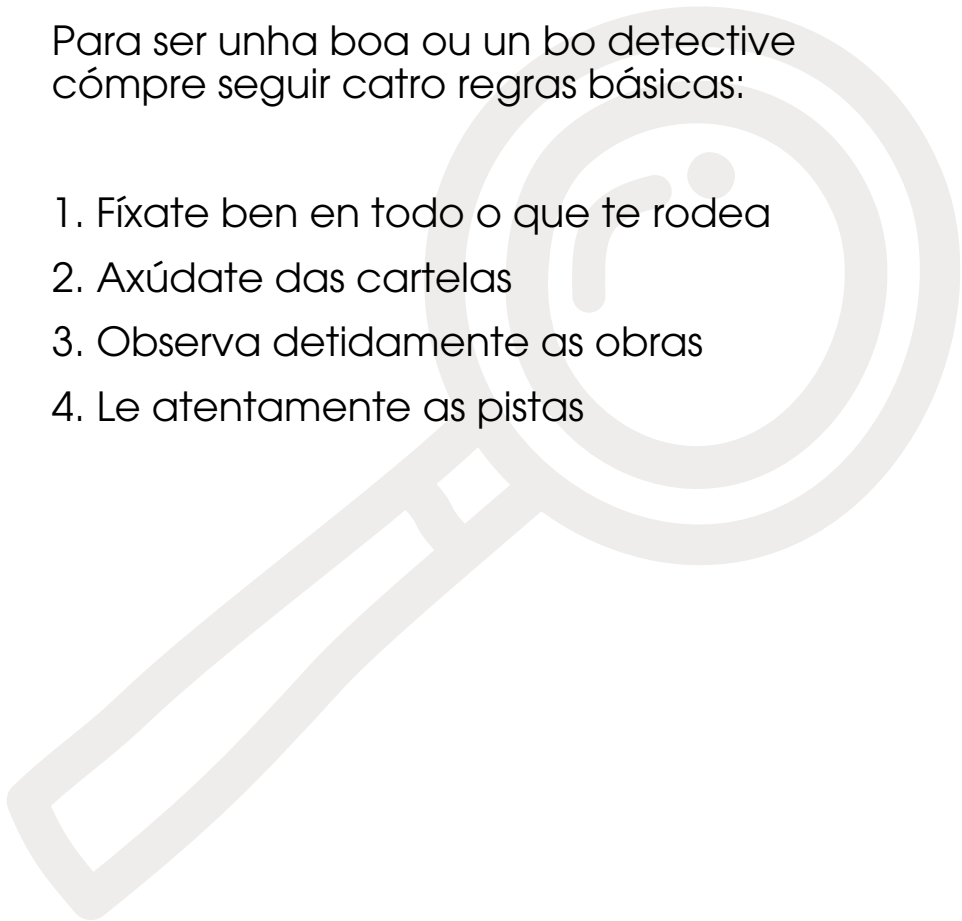 Para ser unha boa ou un bo detective
cómpre seguir catro regras básicas:
1. Fíxate ben en todo o que te rodea
2. Axúdate das cartelas
3. Observa detidamente as obras
4. Le atentamente as pistas